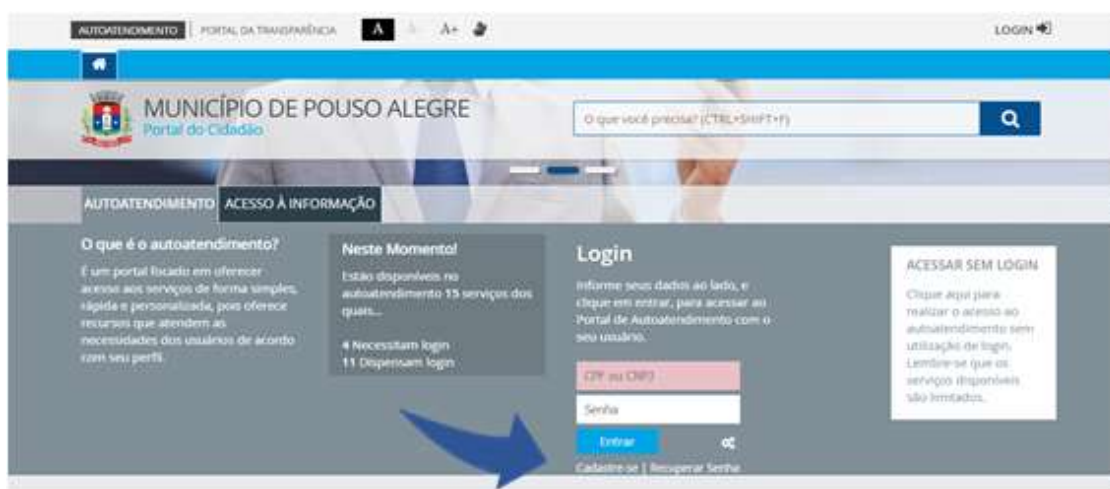 AUTOATENDIMENTO | PORTAL DA TRANSPARÊNCIA A A- A+
LOGIN
MUNICÍPIO DE POUSO ALEGRE
Portal do Cidadão
O que você precisa? (CTRL+SHIFT+F)
AUTOATENDIMENTO ACESSO À INFORMAÇÃO
O que é o autoatendimento?
É um portal focado em oferecer
acesso aos serviços de forma simples,
rápida e personalizada, pois oferece
recursos que atendem as
necessidades dos usuários de acordo
com seu perfil.
Neste Momento!
Estão disponíveis no
autoatendimento 15 serviços dos
quais...
4 Necessitam login
11 Dispensam login
Login
Informe seus dados ao lado, e
clique em entrar, para acessar ao
Portal de Autoatendimento com o
seu usuário.
CPF ou CNPJ
Senha
Entrar
Cadastre-se | Recuperar Senha
ACESSAR SEM LOGIN
Clique aqui para
realizar o acesso ao
autoatendimento sem
utilização de login.
Lembre-se que os
serviços disponíveis
são limitados.